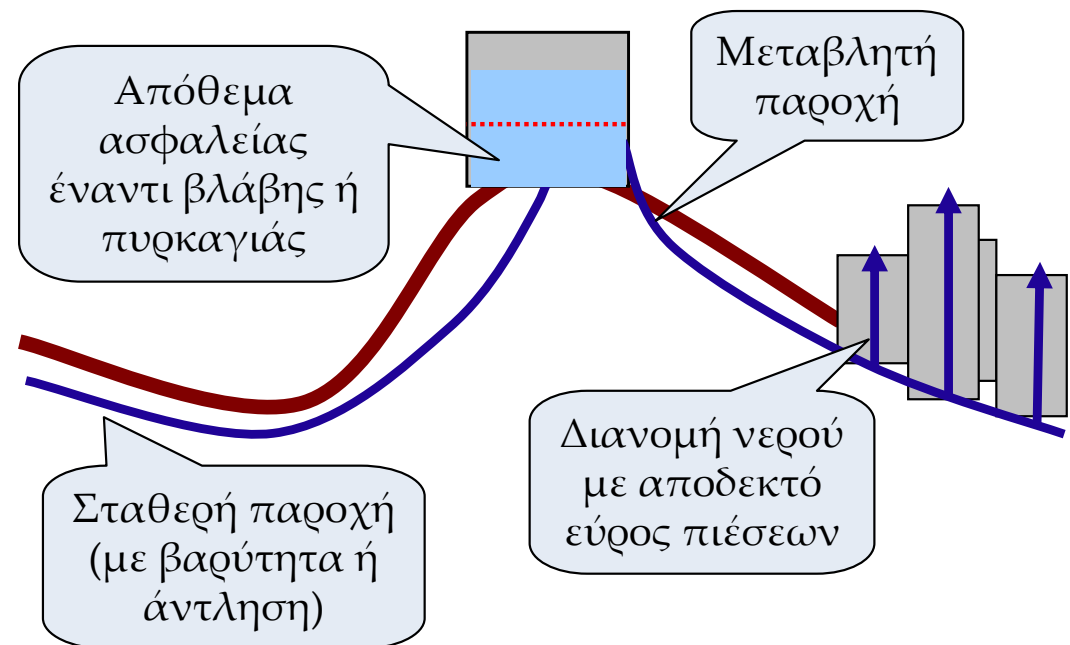 Απόθεμα
ασφαλείας
έναντι βλάβης ή
πυρκαγιάς
Μεταβλητή
παροχή
Σταθερή παροχή
(με βαρύτητα ή
άντληση)
Διανομή νερού
με αποδεκτό
εύρος πιέσεων